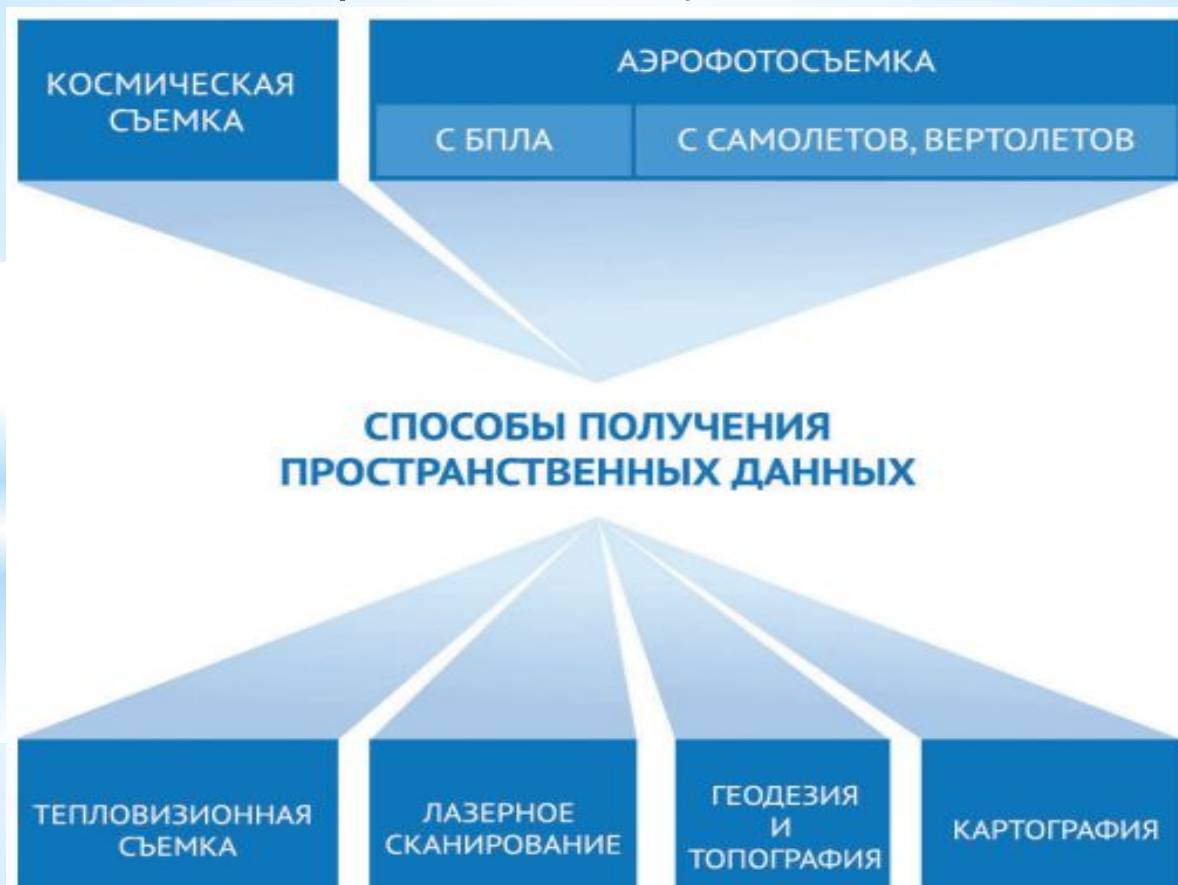 КОСМИЧЕСКАЯ
СЪЕМКА
АЭРОФОТОСЪЕМКА
С БПЛА
С САМОЛЕТОВ, ВЕРТОЛЕТОВ
СПОСОБЫ ПОЛУЧЕНИЯ
ПРОСТРАНСТВЕННЫХ ДАННЫХ
ТЕПЛОВИЗИОННАЯ
СЪЕМКА
ЛАЗЕРНОЕ
СКАНИРОВАНИЕ
ГЕОДЕЗИЯ
И
ТОПОГРАФИЯ
КАРТОГРАФИЯ